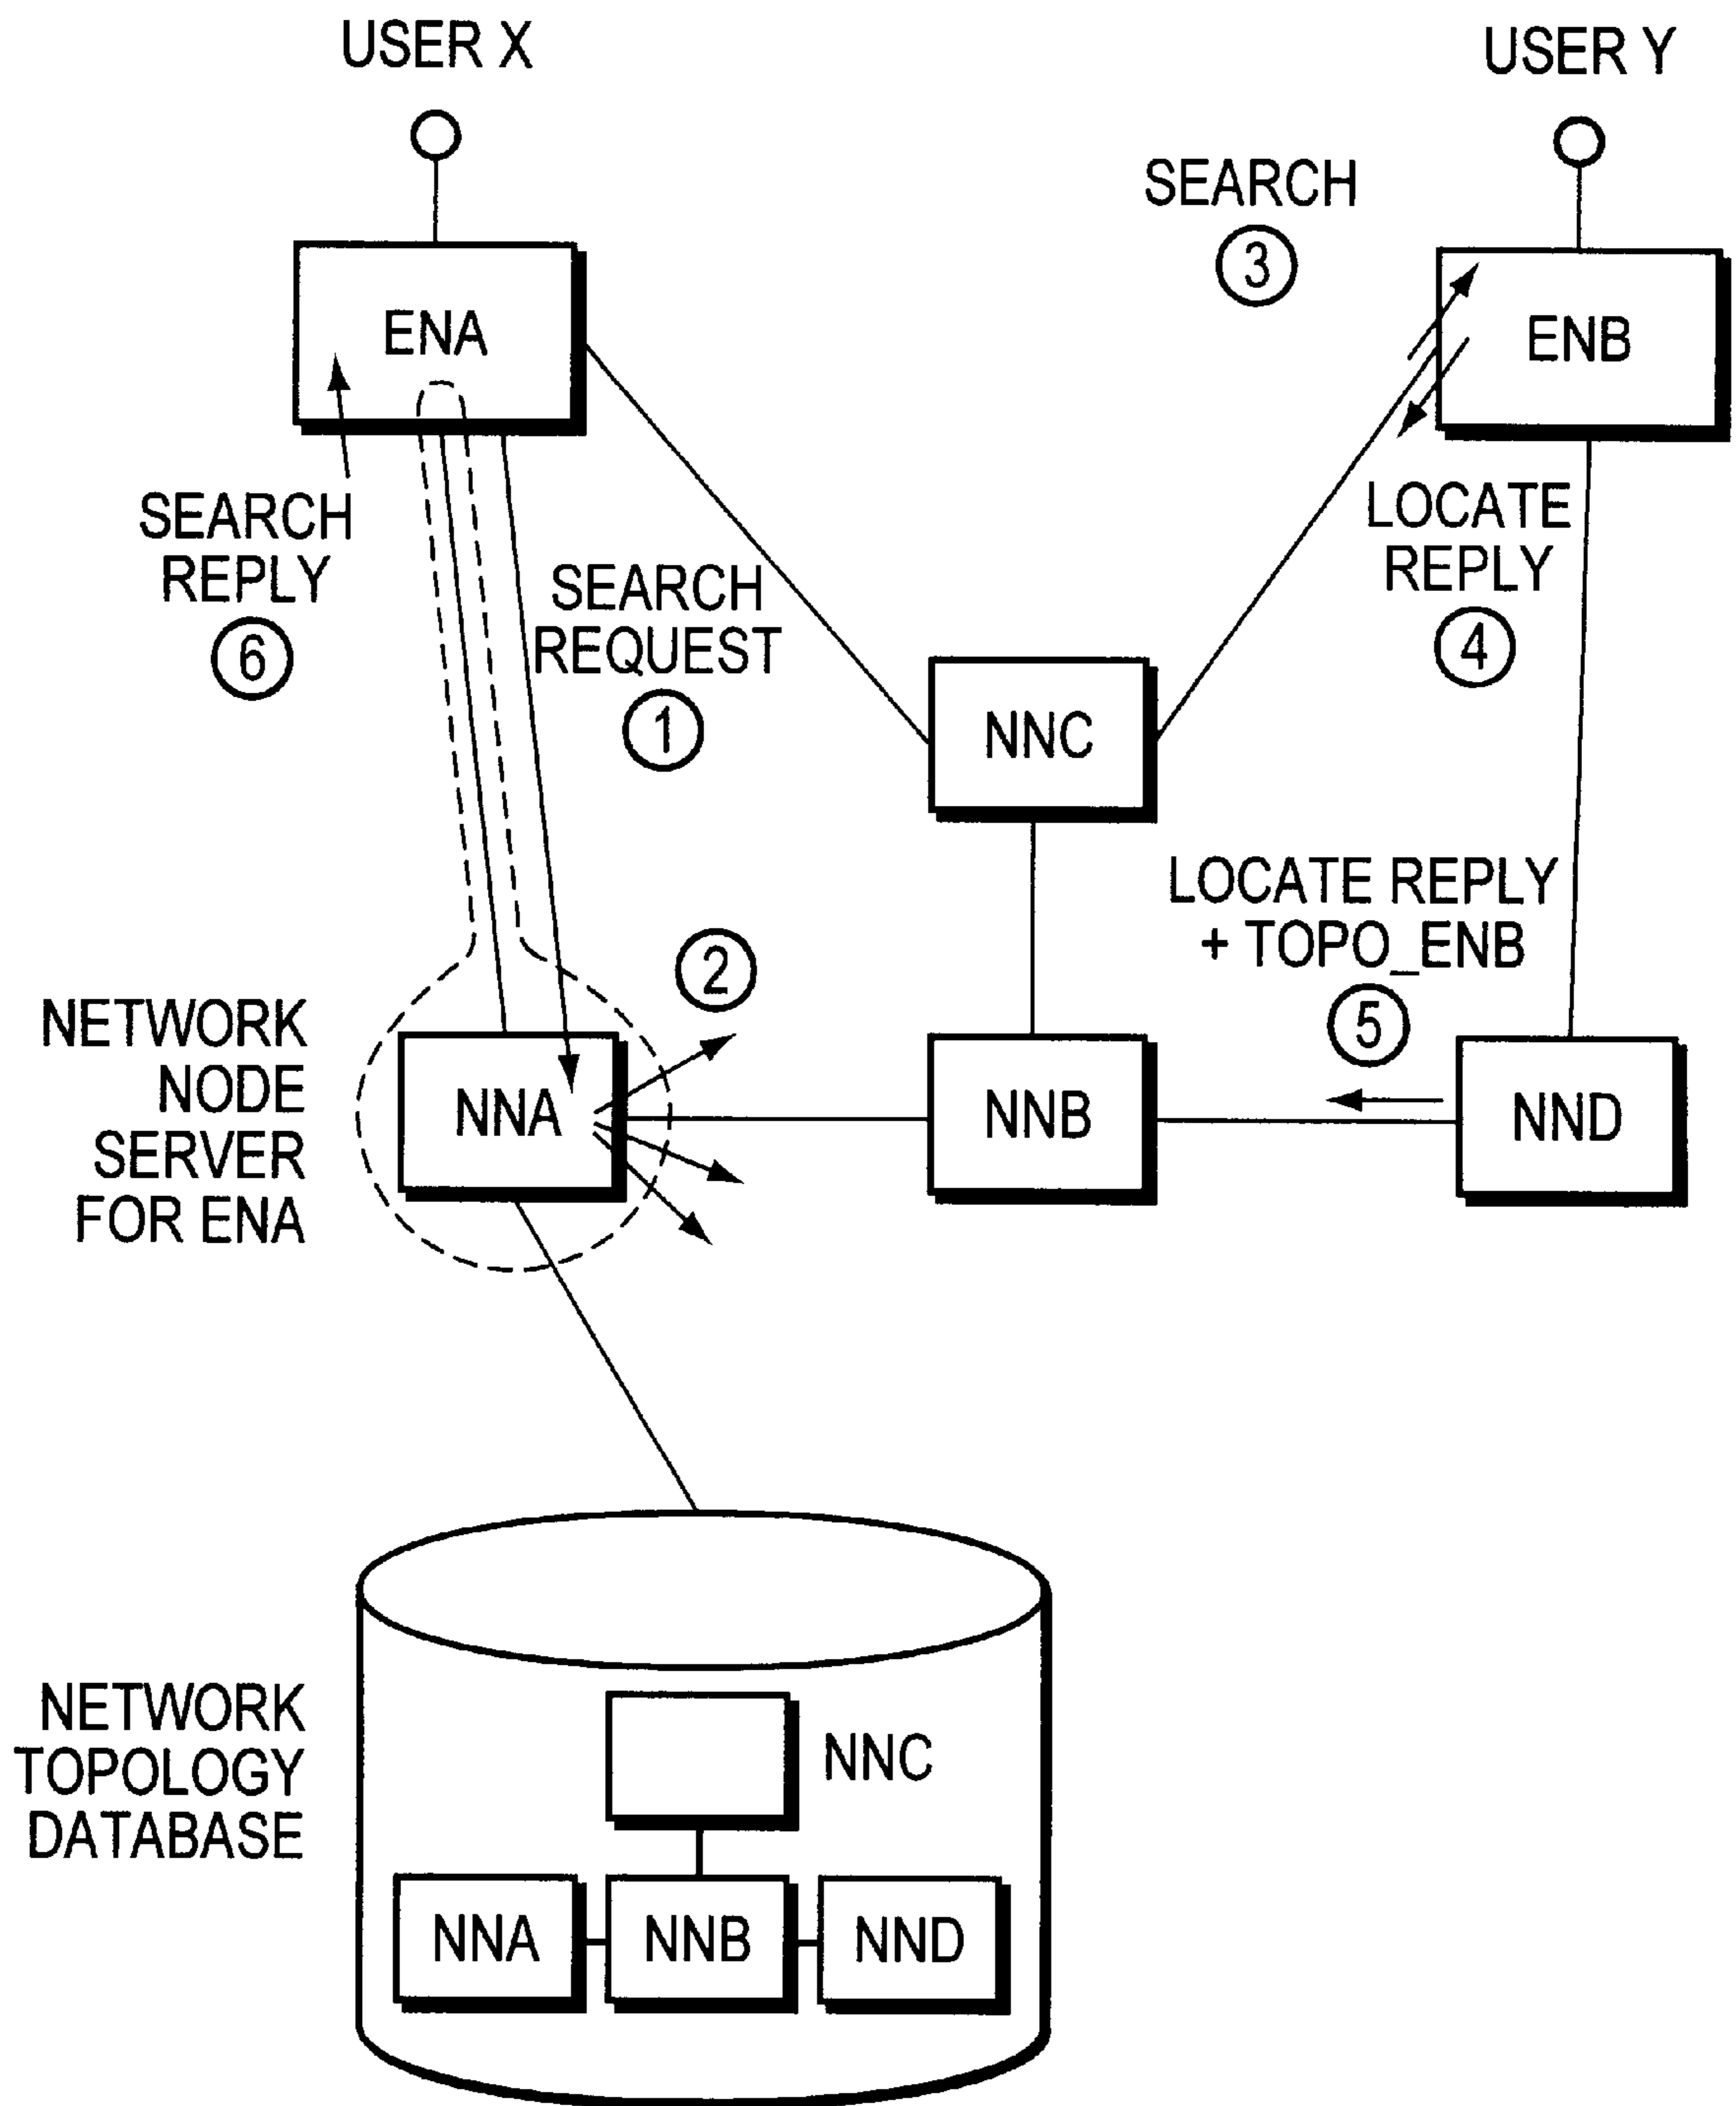 USER X
USER Y
SEARCH
3
ENA
ENB
SEARCH
REPLY
6
SEARCH
REQUEST
1
LOCATE
REPLY
4
NNC
LOCATE REPLY
+ TOPO_ENB
5
2
NETWORK
NODE
SERVER
FOR ENA
NNA
NNB
NND
NETWORK
TOPOLOGY
DATABASE
NNC
NNA
NNB
NND